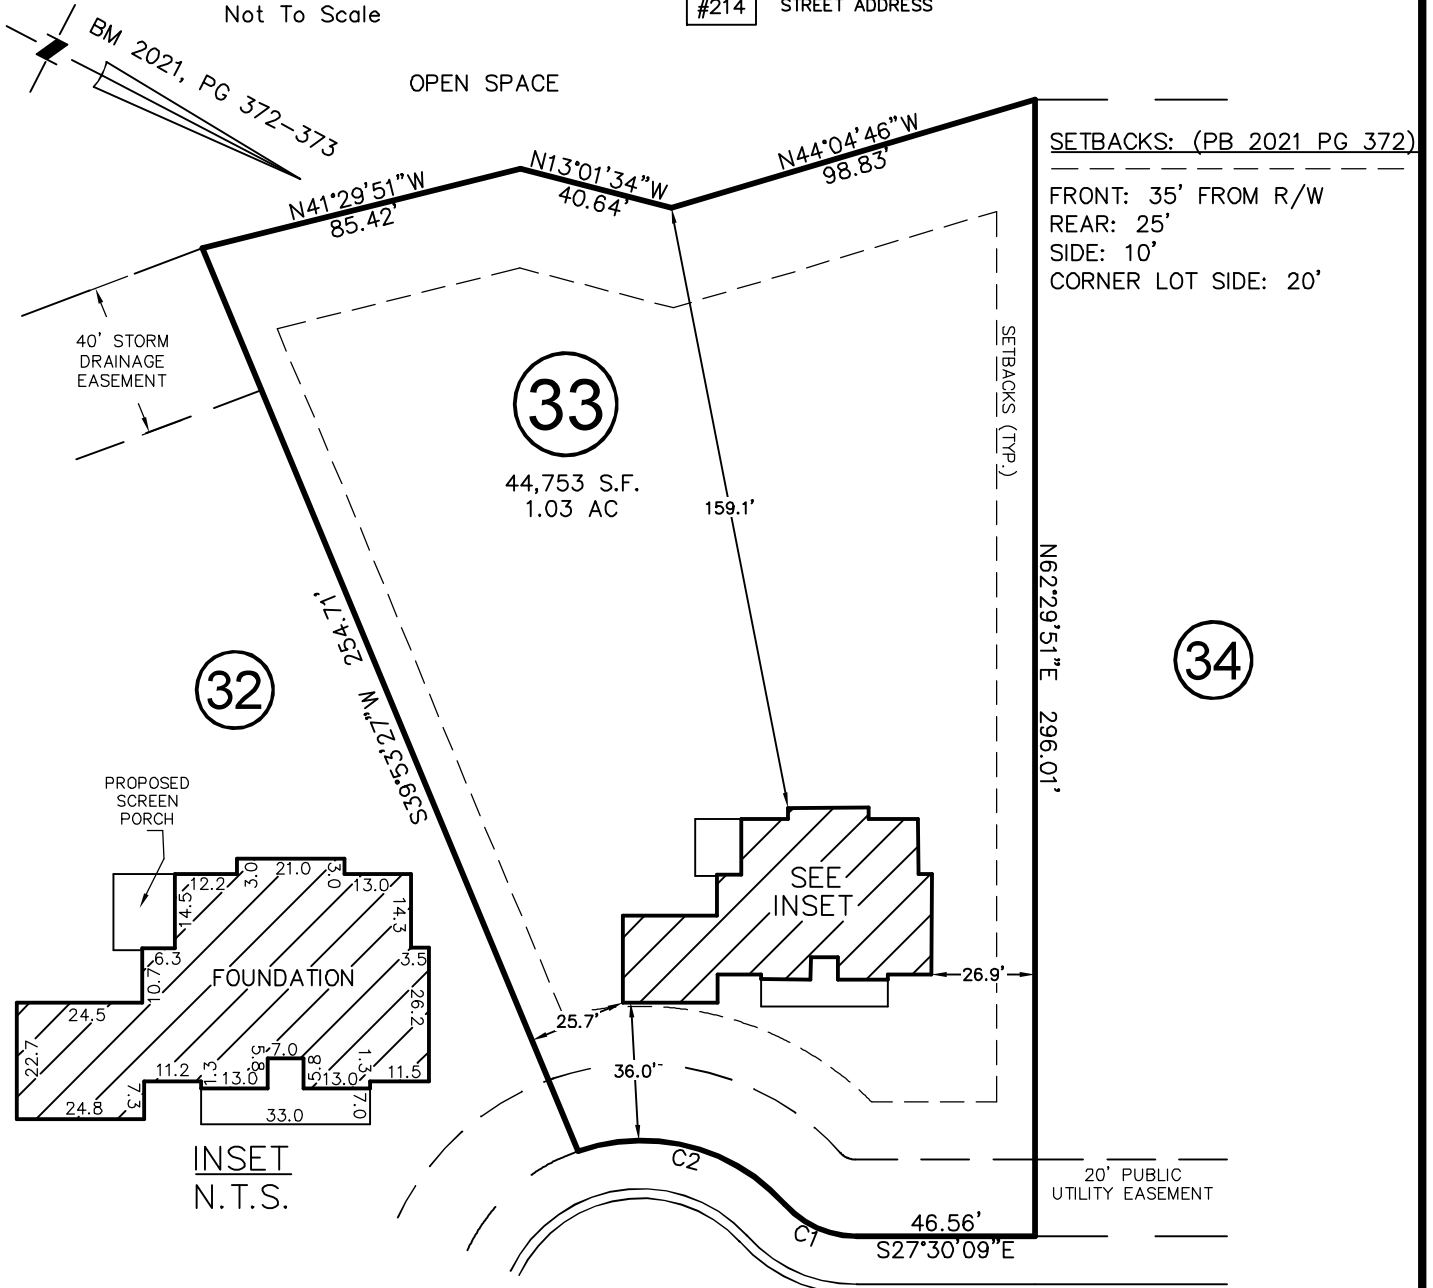 Not To Scale
#214
STREET ADDRESS
BM 2021, PG 372-373
OPEN SPACE
N41°29'51"W
85.42'
N13°01'34"W
40.64'
N44°04'46"W
98.83'
SETBACKS: (PB 2021 PG 372)
FRONT: 35' FROM R/W
REAR: 25'
SIDE: 10'
CORNER LOT SIDE: 20'
40' STORM
DRAINAGE
EASEMENT
33
44,753 S.F.
1.03 AC
159.1'
SETBACKS (TYP.)
N62°29'51"E 296.01'
S39°53'27"W 254.71'
32
34
PROPOSED
SCREEN
PORCH
SEE
INSET
26.9'
25.7'
36.0'
12.2
3.0
21.0
3.0
13.0
14.5
14.3
6.3
3.5
10.7
FOUNDATION
24.5
26.2
22.7
11.2
1.3
13.0
5.8
7.0
5.8
13.0
1.3
11.5
24.8
7.3
33.0
7.0
INSET
N.T.S.
C2
C1
20' PUBLIC
UTILITY EASEMENT
46.56'
S27°30'09"E